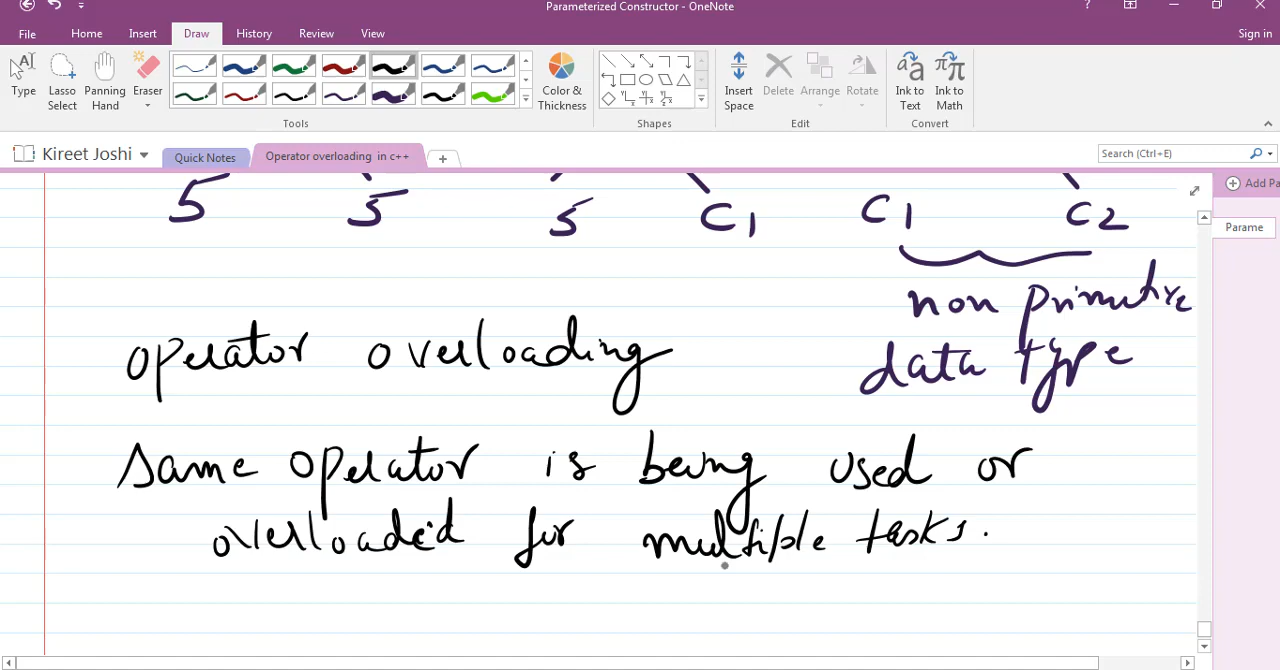 Parameterized Constructor - OneNote
File Home Insert Draw History Review View Sign in
Type Lasso Select Panning Hand Eraser Color & Thickness Insert Space Delete Arrange Rotate Ink to Text Ink to Math
Tools Shapes Edit Convert
Kireet Joshi Quick Notes Operator overloading in c++ + Search (Ctrl+E)
Add Pa
Parame
5 5 5 C1 C1 C2
non primitive
data type
operator overloading
same operator is being used or
overloaded for multiple tasks.